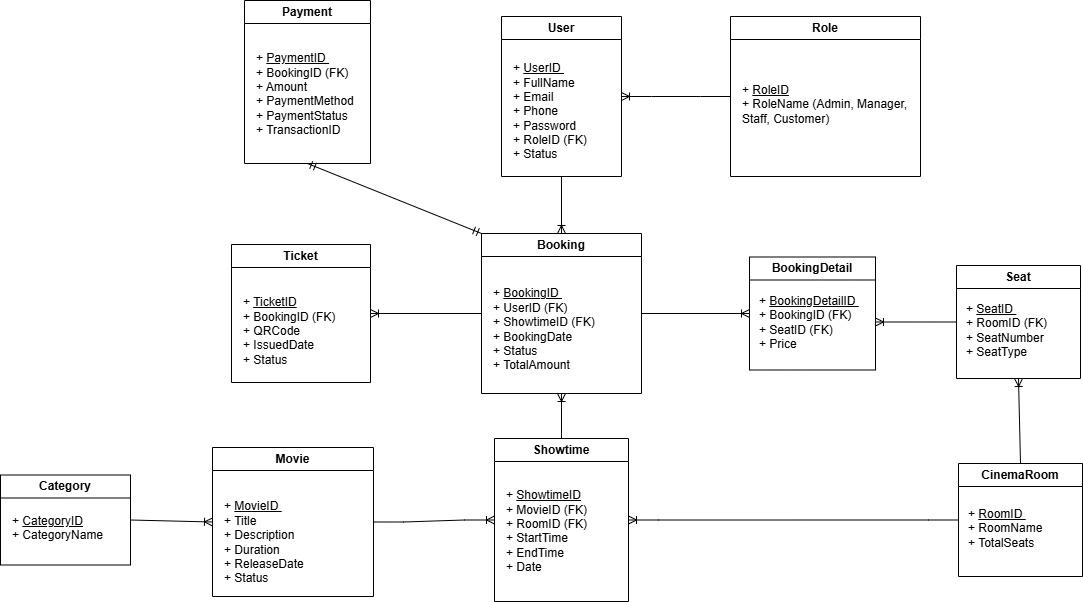 Payment
+ PaymentID
+ BookingID (FK)
+ Amount
+ PaymentMethod
+ PaymentStatus
+ TransactionID
User
+ UserID
+ FullName
+ Email
+ Phone
+ Password
+ RoleID (FK)
+ Status
Role
+ RoleID
+ RoleName (Admin, Manager,
Staff, Customer)
Ticket
+ TicketID
+ BookingID (FK)
+ QRCode
+ IssuedDate
+ Status
Booking
+ BookingID
+ UserID (FK)
+ ShowtimeID (FK)
+ BookingDate
+ Status
+ TotalAmount
BookingDetail
+ BookingDetailID
+ BookingID (FK)
+ SeatID (FK)
+ Price
Seat
+ SeatID
+ RoomID (FK)
+ SeatNumber
+ SeatType
Category
+ CategoryID
+ CategoryName
Movie
+ MovieID
+ Title
+ Description
+ Duration
+ ReleaseDate
+ Status
Showtime
+ ShowtimeID
+ MovieID (FK)
+ RoomID (FK)
+ StartTime
+ EndTime
+ Date
CinemaRoom
+ RoomID
+ RoomName
+ TotalSeats